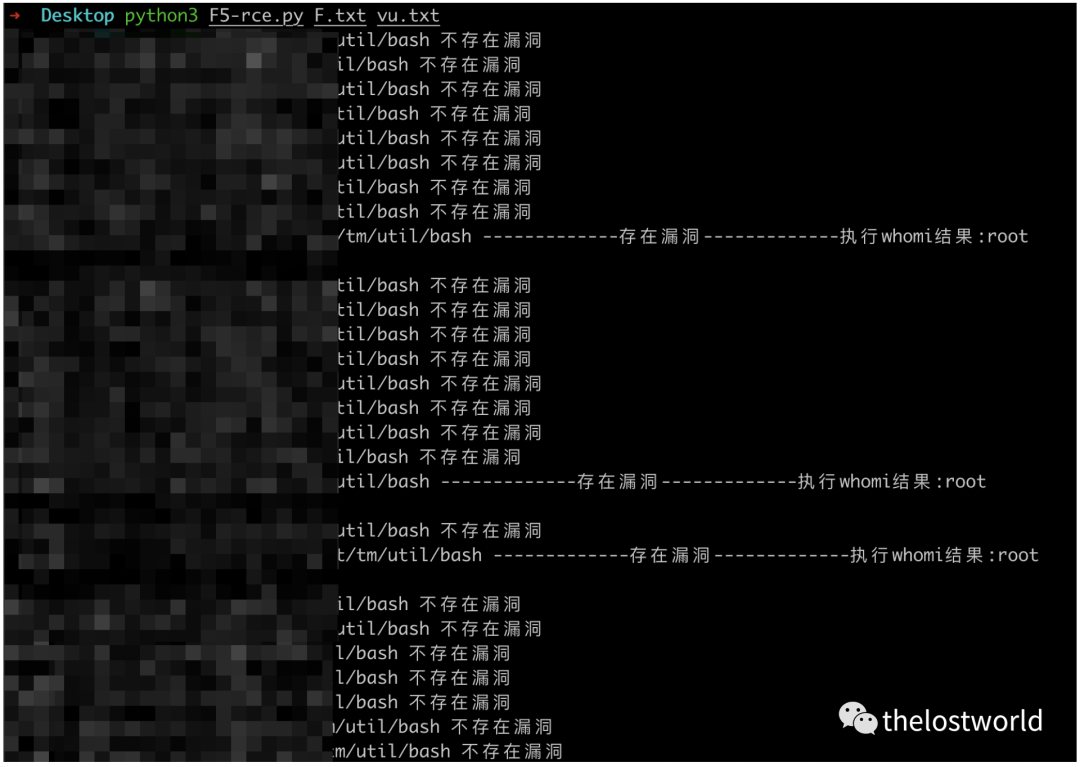 → Desktop python3 F5-rce.py F.txt vu.txt
util/bash 不存在漏洞
il/bash 不存在漏洞
util/bash 不存在漏洞
til/bash 不存在漏洞
util/bash 不存在漏洞
util/bash 不存在漏洞
til/bash 不存在漏洞
til/bash 不存在漏洞
/tm/util/bash -------------存在漏洞-------------执行whomi结果:root
util/bash 不存在漏洞
til/bash 不存在漏洞
til/bash 不存在漏洞
til/bash 不存在漏洞
util/bash 不存在漏洞
til/bash 不存在漏洞
util/bash 不存在漏洞
il/bash 不存在漏洞
util/bash -------------存在漏洞-------------执行whomi结果:root
util/bash 不存在漏洞
t/tm/util/bash -------------存在漏洞-------------执行whomi结果:root
il/bash 不存在漏洞
util/bash 不存在漏洞
l/bash 不存在漏洞
l/bash 不存在漏洞
l/bash 不存在漏洞
/util/bash 不存在漏洞
tm/util/bash 不存在漏洞
thelostworld